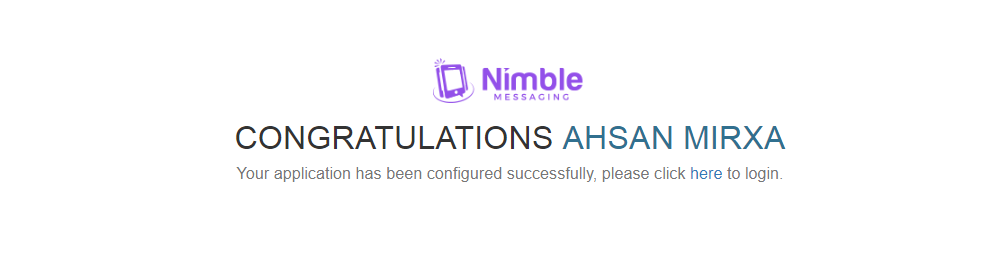 Nimble
MESSAGING
CONGRATULATIONS AHSAN MIRXA
Your application has been configured successfully, please click here to login.